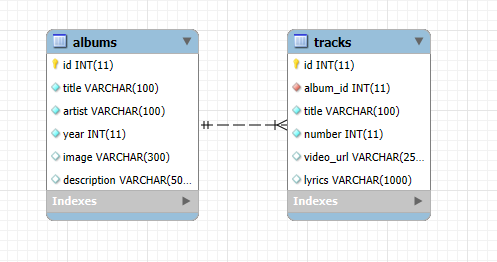 albums
id INT(11)
title VARCHAR(100)
artist VARCHAR(100)
year INT(11)
image VARCHAR(300)
description VARCHAR(50...
Indexes
tracks
id INT(11)
album_id INT(11)
title VARCHAR(100)
number INT(11)
video_url VARCHAR(25...
lyrics VARCHAR(1000)
Indexes